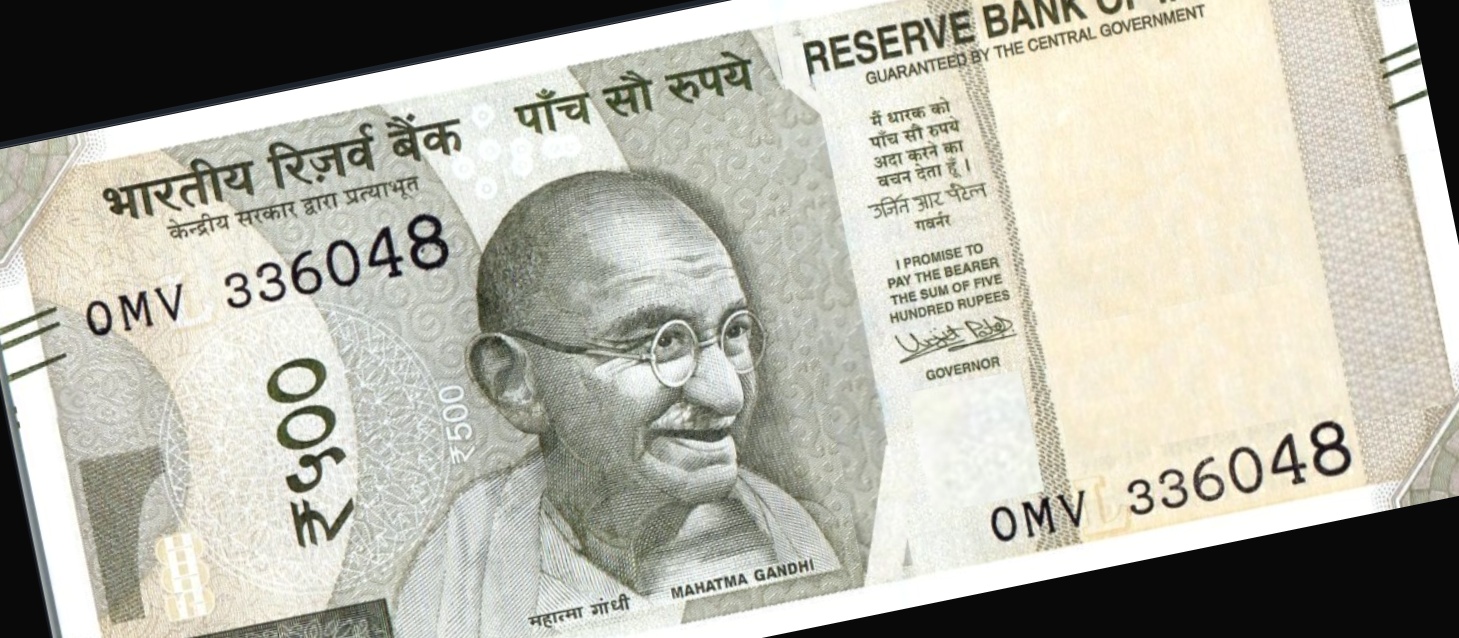 भारतीय रिज़र्व बैंक
केन्द्रीय सरकार द्वारा प्रत्याभूत
पाँच सौ रुपये
RESERVE BANK OF
GUARANTEED BY THE CENTRAL GOVERNMENT
0MV 336048
₹५००
₹500
मैं धारक को
पाँच सौ रुपये
अदा करने का
वचन देता हूँ।
उर्जित आर पटेल
गवर्नर
I PROMISE TO
PAY THE BEARER
THE SUM OF FIVE
HUNDRED RUPEES
Urjit Patel
GOVERNOR
महात्मा गांधी
MAHATMA GANDHI
0MV 336048